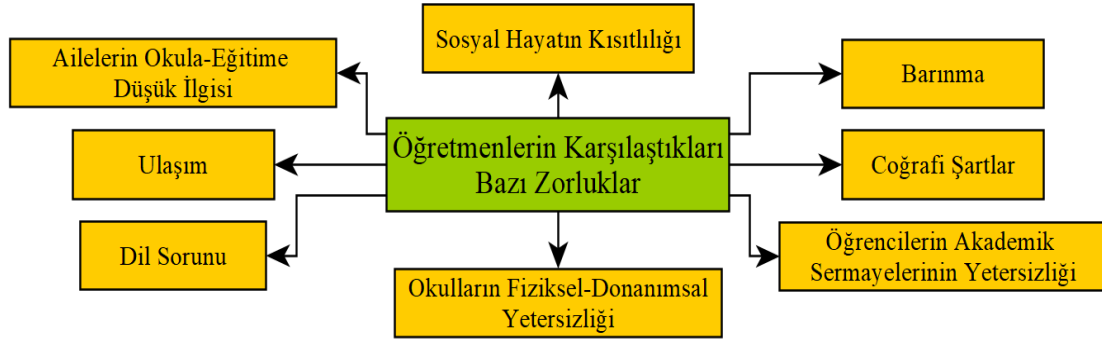 Sosyal Hayatın Kısıtlılığı
Ailelerin Okula-Eğitime
Düşük İlgisi
Barınma
Öğretmenlerin Karşılaştıkları
Bazı Zorluklar
Ulaşım
Coğrafi Şartlar
Dil Sorunu
Öğrencilerin Akademik
Sermayelerinin Yetersizliği
Okulların Fiziksel-Donanımsal
Yetersizliği